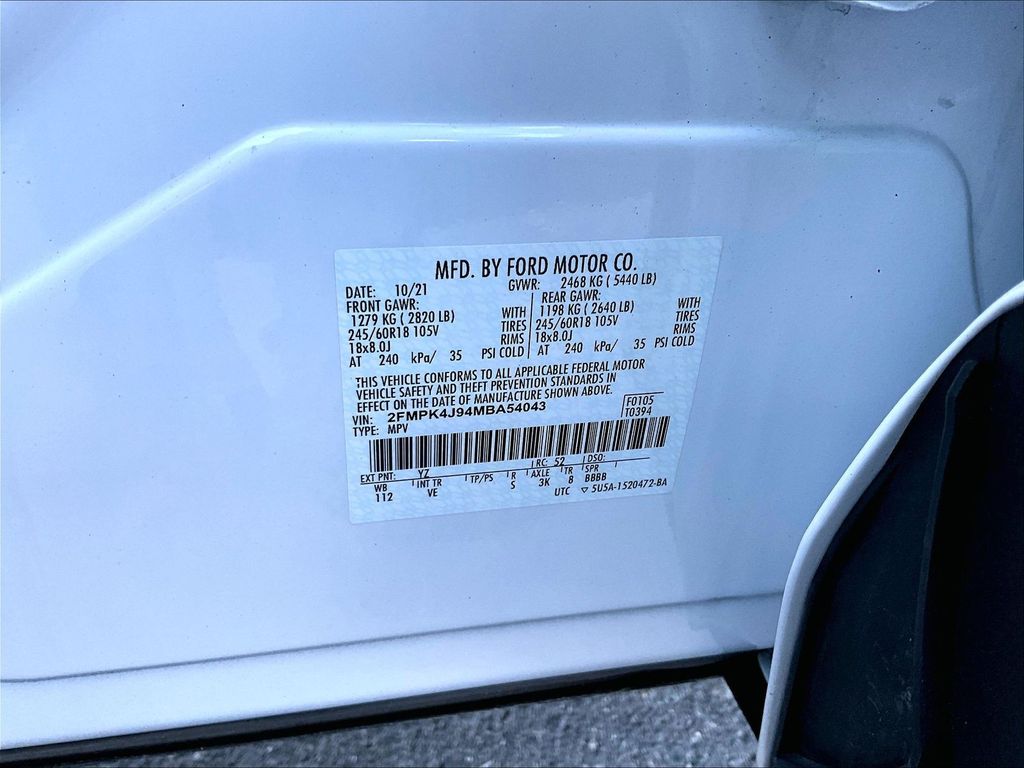 MFD. BY FORD MOTOR CO.
DATE: 10/21 GVWR: 2468 KG ( 5440 LB)
FRONT GAWR: REAR GAWR:
1279 KG ( 2820 LB) WITH 1198 KG ( 2640 LB) WITH
245/60R18 105V TIRES 245/60R18 105V TIRES
18x8.0J RIMS 18x8.0J RIMS
AT 240 kPa/ 35 PSI COLD AT 240 kPa/ 35 PSI COLD
THIS VEHICLE CONFORMS TO ALL APPLICABLE FEDERAL MOTOR
VEHICLE SAFETY AND THEFT PREVENTION STANDARDS IN
EFFECT ON THE DATE OF MANUFACTURE SHOWN ABOVE.
VIN: 2FMPK4J94MBA54043 F0105
TYPE: MPV T0394
EXT PNT: YZ RC: 52 DSO:
WB INT TR TP/PS R AXLE TR SPR
112 VE S 3K 8 BBBB
UTC ▽ 5U5A-1520472-BA